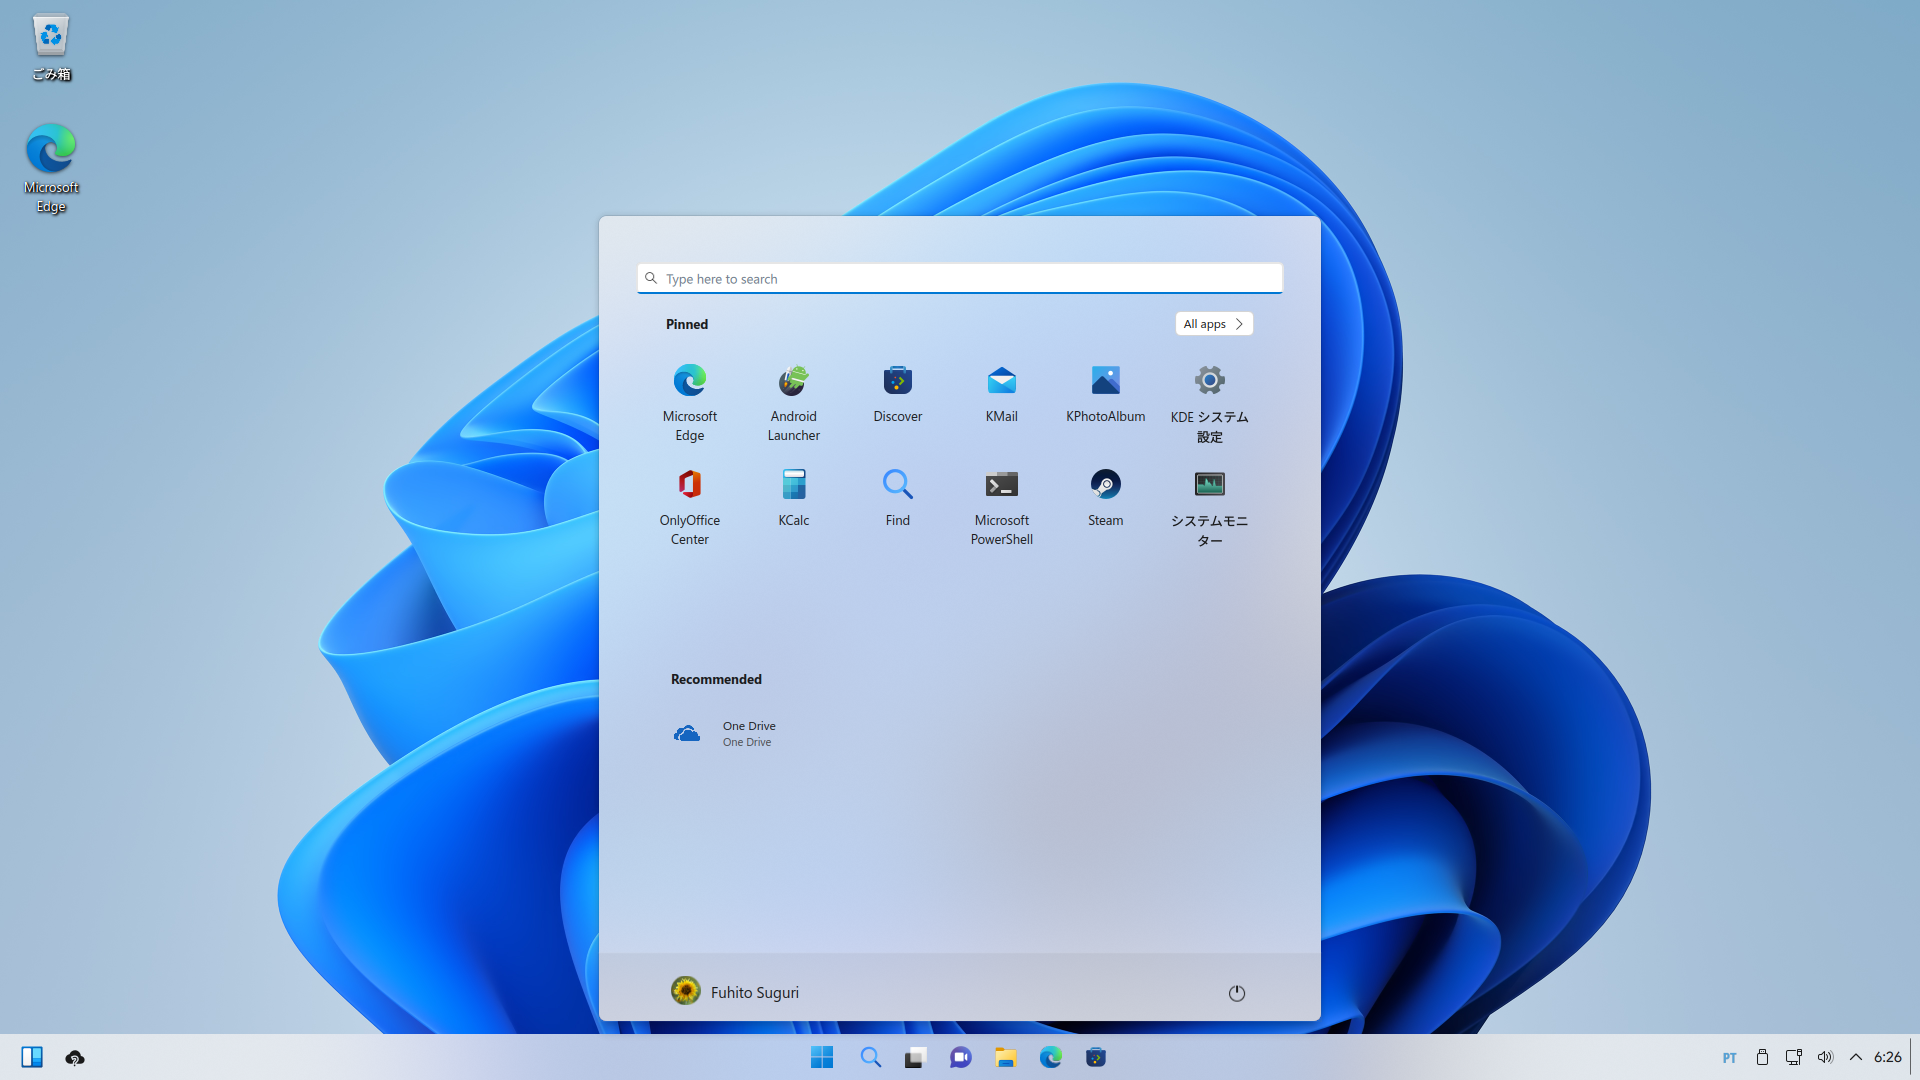 ごみ箱
Microsoft
Edge
Type here to search
Pinned
All apps
Microsoft
Edge
Android
Launcher
Discover
KMail
KPhotoAlbum
KDE システム
設定
OnlyOffice
Center
KCalc
Find
Microsoft
PowerShell
Steam
システムモニ
ター
Recommended
One Drive
One Drive
Fuhito Suguri
PT
6:26